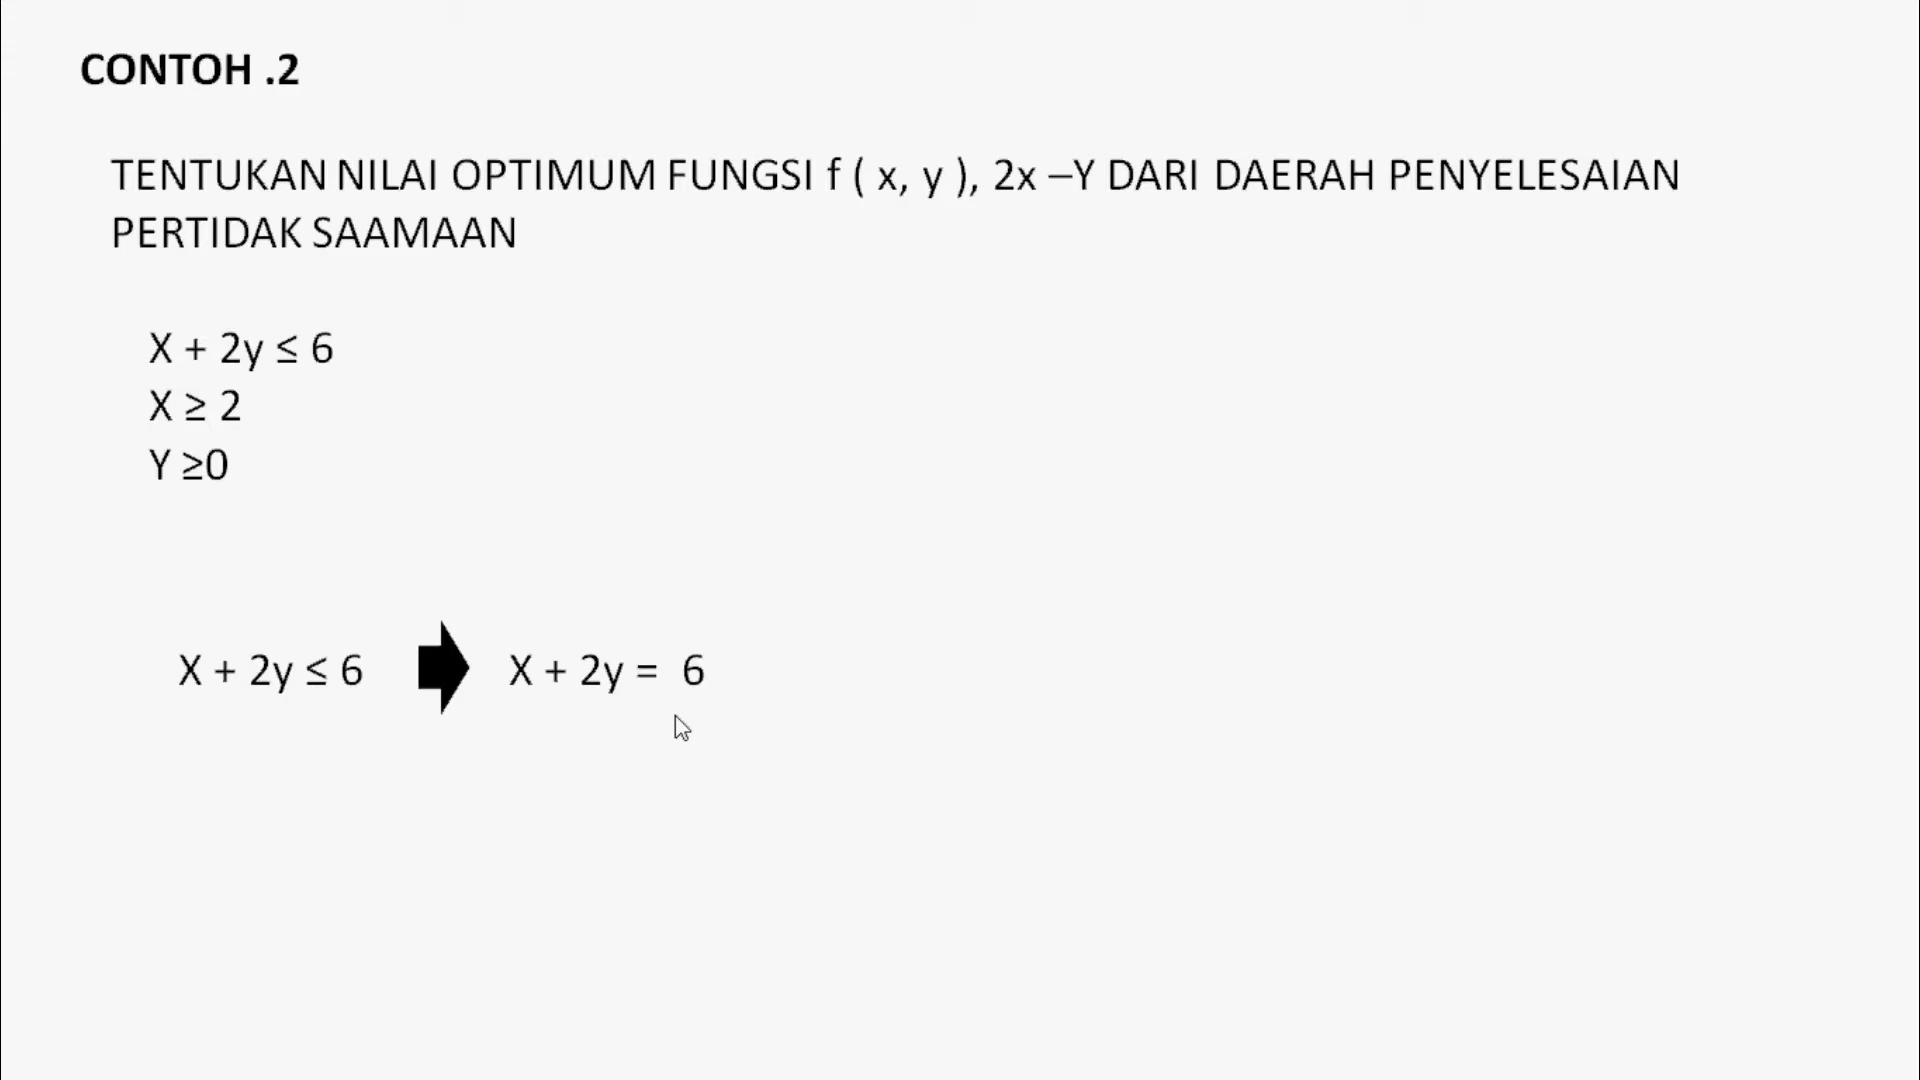 CONTOH .2
TENTUKAN NILAI OPTIMUM FUNGSI f ( x, y ), 2x –Y DARI DAERAH PENYELESAIAN
PERTIDAK SAAMAAN
X + 2y ≤ 6
X ≥ 2
Y ≥0
X + 2y ≤ 6 X + 2y = 6